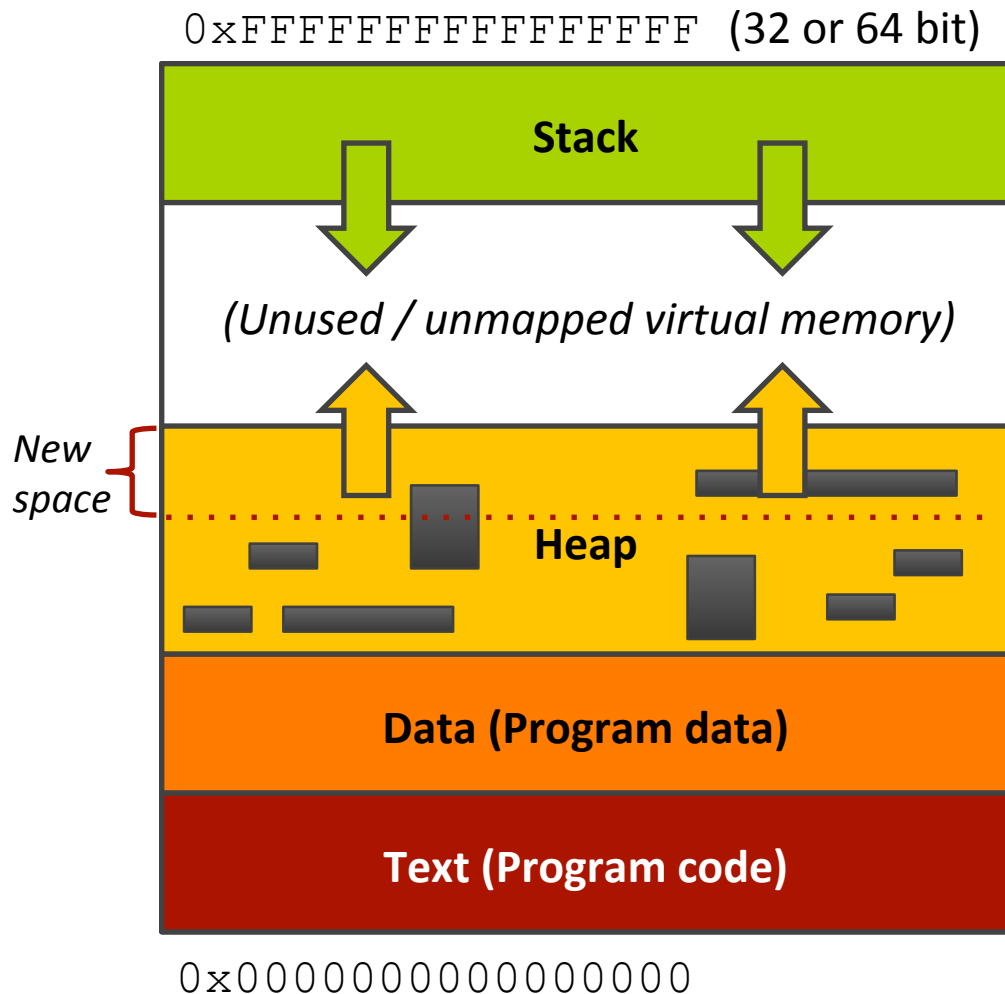 0xFFFFFFFFFFFFFFFF (32 or 64 bit)
Stack
(Unused / unmapped virtual memory)
New
space
Heap
Data (Program data)
Text (Program code)
0x0000000000000000